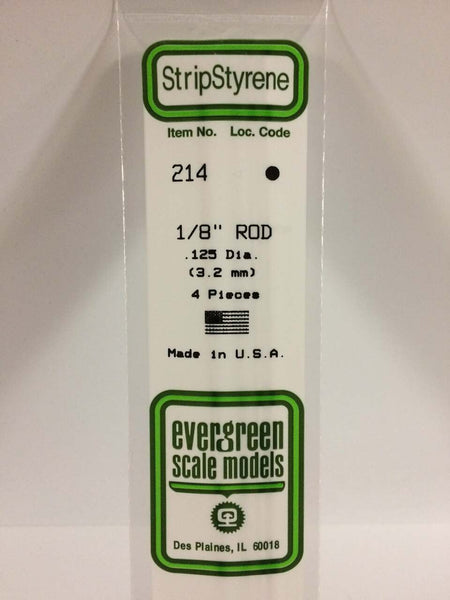 StripStyrene
Item No. Loc. Code
214 ●
1/8" ROD
.125 Dia.
(3.2 mm)
4 Pieces
Made in U.S.A.
evergreen
scale models
Des Plaines, IL 60018